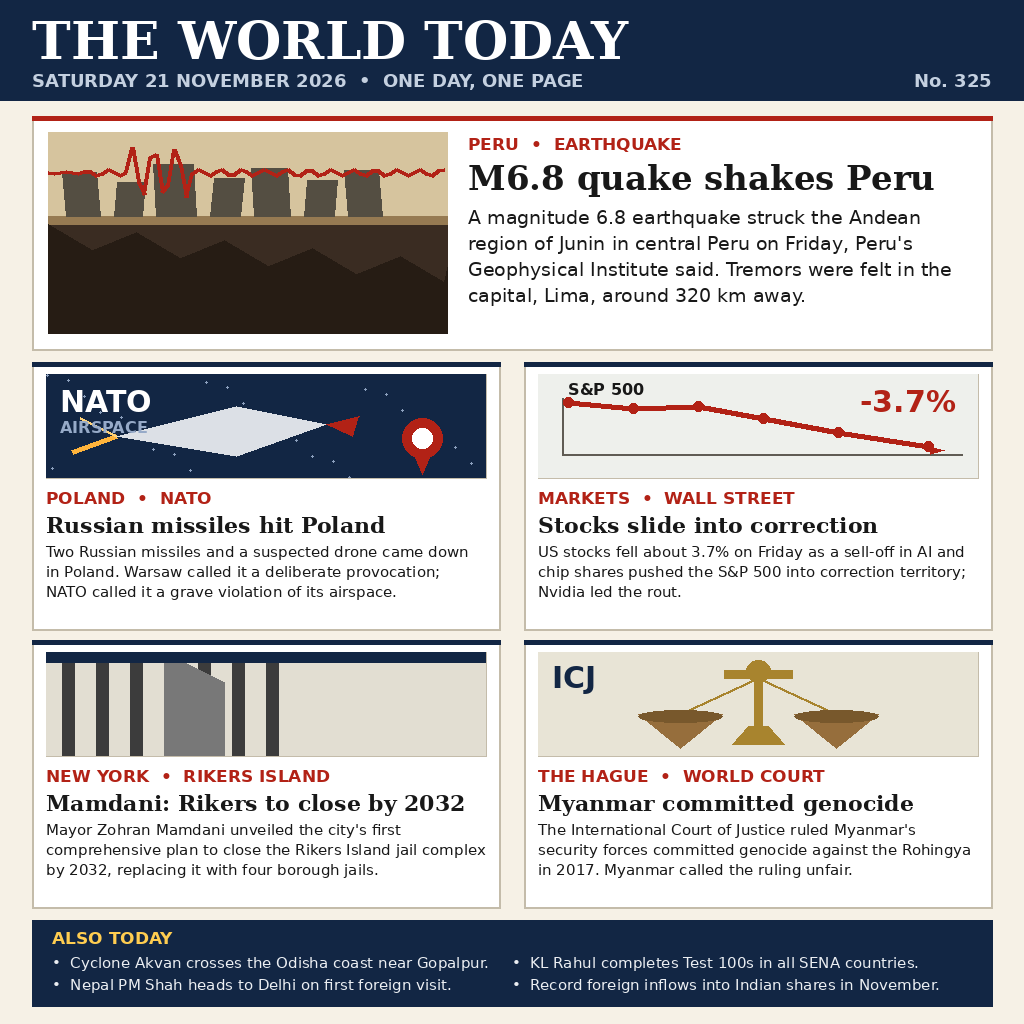 THE WORLD TODAY
SATURDAY 21 NOVEMBER 2026 • ONE DAY, ONE PAGE
No. 325
PERU • EARTHQUAKE
M6.8 quake shakes Peru
A magnitude 6.8 earthquake struck the Andean
region of Junin in central Peru on Friday, Peru's
Geophysical Institute said. Tremors were felt in the
capital, Lima, around 320 km away.
NATO
AIRSPACE
POLAND • NATO
Russian missiles hit Poland
Two Russian missiles and a suspected drone came down
in Poland. Warsaw called it a deliberate provocation;
NATO called it a grave violation of its airspace.
S&P 500
-3.7%
MARKETS • WALL STREET
Stocks slide into correction
US stocks fell about 3.7% on Friday as a sell-off in AI and
chip shares pushed the S&P 500 into correction territory;
Nvidia led the rout.
NEW YORK • RIKERS ISLAND
Mamdani: Rikers to close by 2032
Mayor Zohran Mamdani unveiled the city's first
comprehensive plan to close the Rikers Island jail complex
by 2032, replacing it with four borough jails.
ICJ
THE HAGUE • WORLD COURT
Myanmar committed genocide
The International Court of Justice ruled Myanmar's
security forces committed genocide against the Rohingya
in 2017. Myanmar called the ruling unfair.
ALSO TODAY
• Cyclone Akvan crosses the Odisha coast near Gopalpur.
• Nepal PM Shah heads to Delhi on first foreign visit.
• KL Rahul completes Test 100s in all SENA countries.
• Record foreign inflows into Indian shares in November.